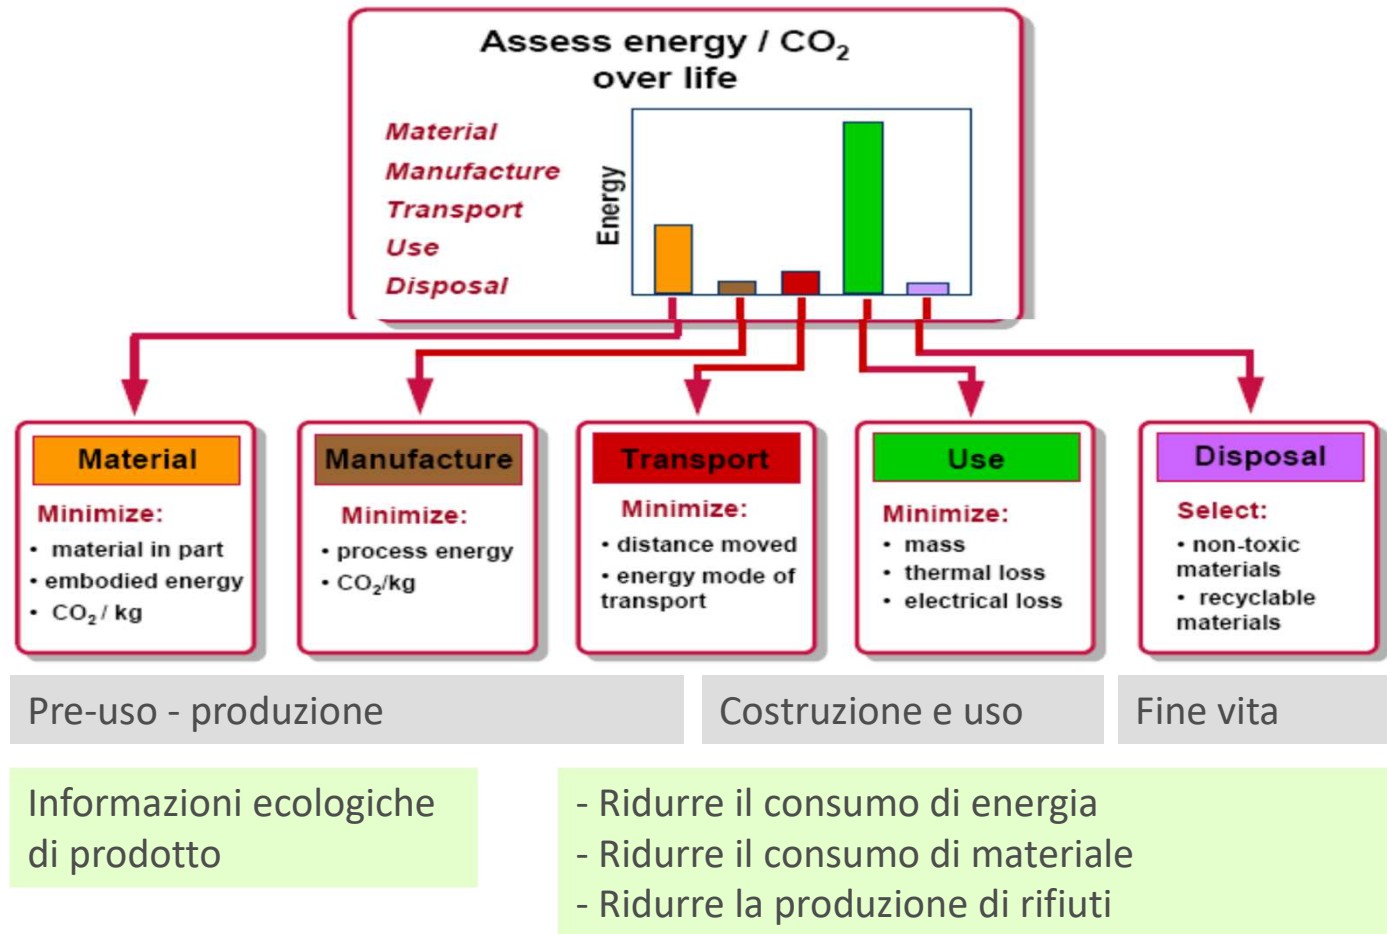 Assess energy / CO₂
over life
Material
Manufacture
Transport
Use
Disposal
Energy
Material
Minimize:
• material in part
• embodied energy
• CO₂ / kg
Manufacture
Minimize:
• process energy
• CO₂/kg
Transport
Minimize:
• distance moved
• energy mode of
transport
Use
Minimize:
• mass
• thermal loss
• electrical loss
Disposal
Select:
• non-toxic
materials
• recyclable
materials
Pre-uso - produzione
Costruzione e uso
Fine vita
Informazioni ecologiche
di prodotto
- Ridurre il consumo di energia
- Ridurre il consumo di materiale
- Ridurre la produzione di rifiuti